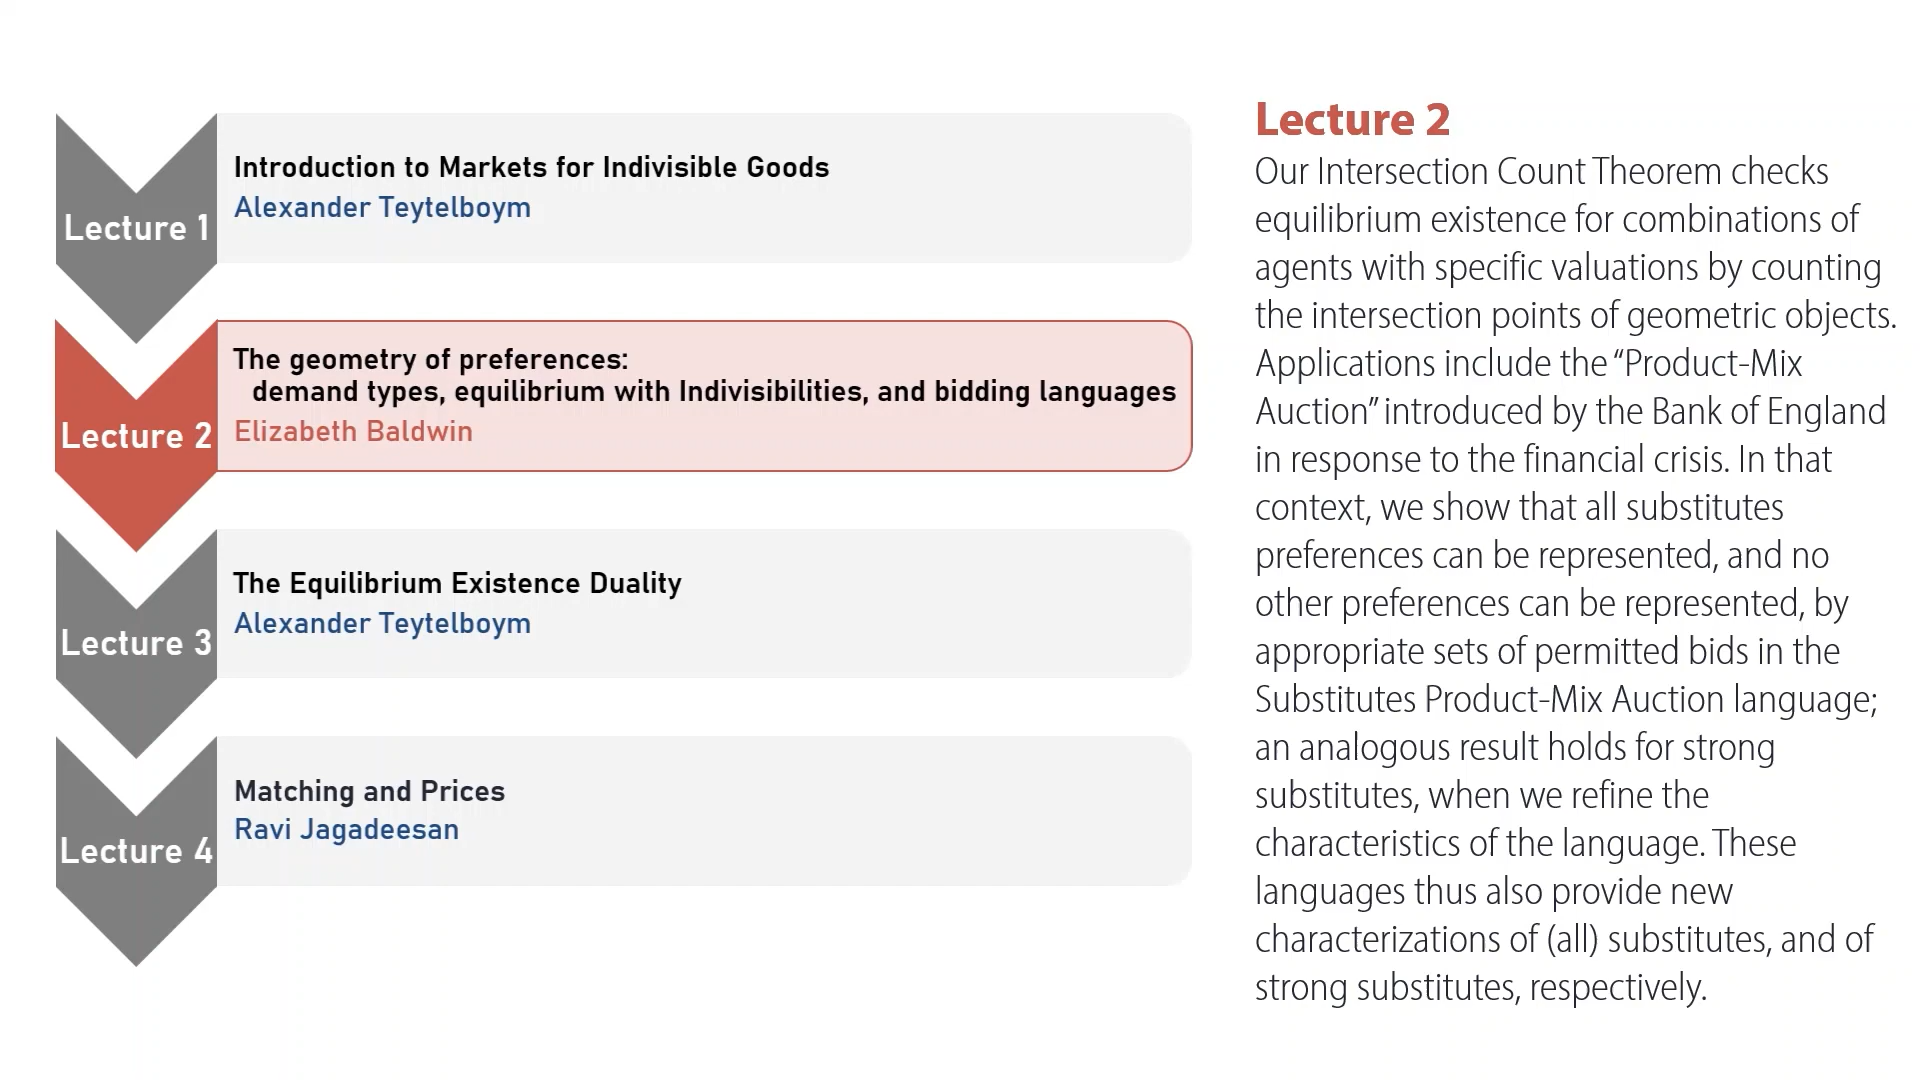 Lecture 1
Introduction to Markets for Indivisible Goods
Alexander Teytelboym
Lecture 2
The geometry of preferences:
demand types, equilibrium with Indivisibilities, and bidding languages
Elizabeth Baldwin
Lecture 3
The Equilibrium Existence Duality
Alexander Teytelboym
Lecture 4
Matching and Prices
Ravi Jagadeesan
Lecture 2
Our Intersection Count Theorem checks
equilibrium existence for combinations of
agents with specific valuations by counting
the intersection points of geometric objects.
Applications include the “Product-Mix
Auction” introduced by the Bank of England
in response to the financial crisis. In that
context, we show that all substitutes
preferences can be represented, and no
other preferences can be represented, by
appropriate sets of permitted bids in the
Substitutes Product-Mix Auction language;
an analogous result holds for strong
substitutes, when we refine the
characteristics of the language. These
languages thus also provide new
characterizations of (all) substitutes, and of
strong substitutes, respectively.